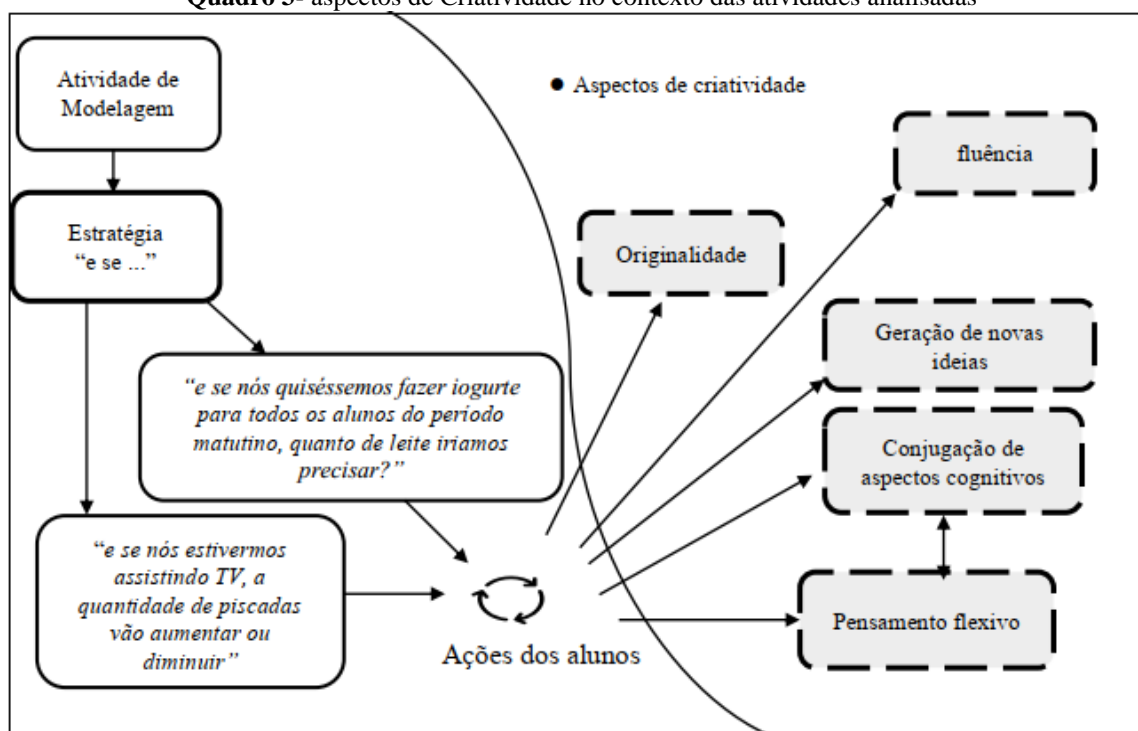 Quadro 3- aspectos de Criatividade no contexto das atividades analisadas
Atividade de
Modelagem
Estratégia
“e se ...”
“e se nós quiséssemos fazer iogurte
para todos os alunos do período
matutino, quanto de leite iriamos
precisar?”
“e se nós estivermos
assistindo TV, a
quantidade de piscadas
vão aumentar ou
diminuir”
Ações dos alunos
● Aspectos de criatividade
fluência
Originalidade
Geração de novas
ideias
Conjugação de
aspectos cognitivos
Pensamento flexivo